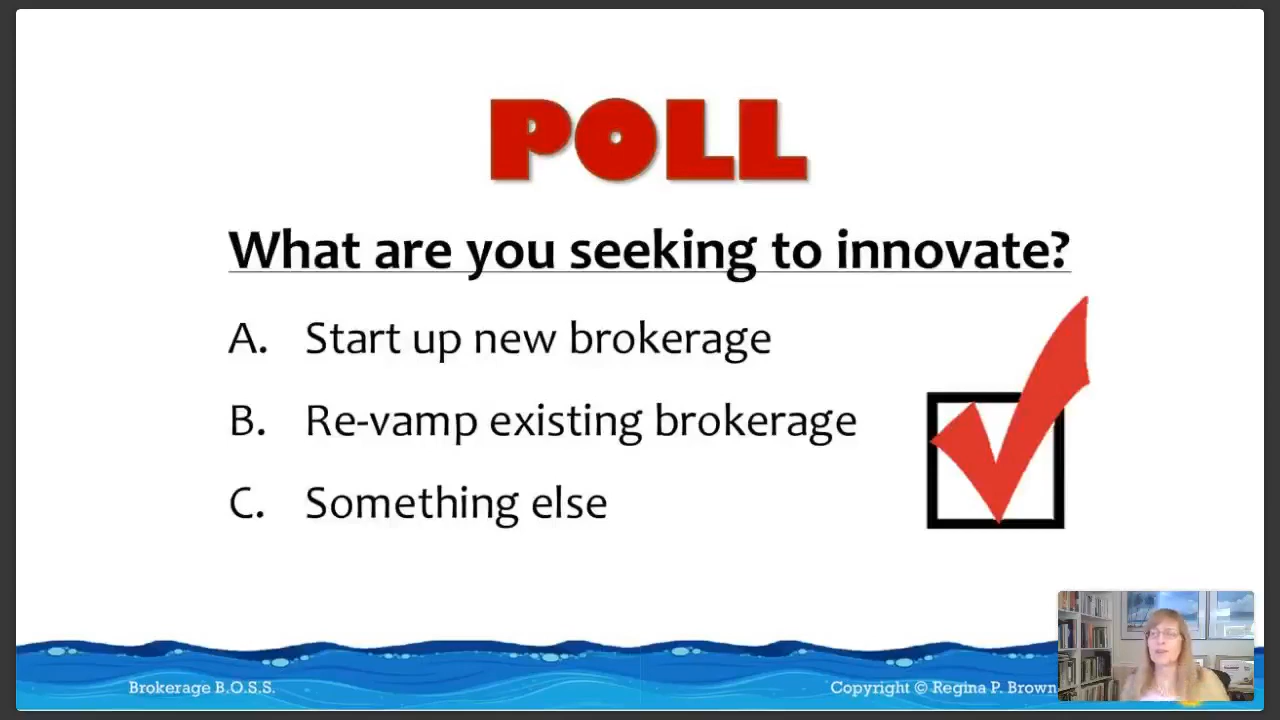 POLL
What are you seeking to innovate?
A. Start up new brokerage
B. Re-vamp existing brokerage
C. Something else
Brokerage B.O.S.S.
Copyright © Regina P. Brown